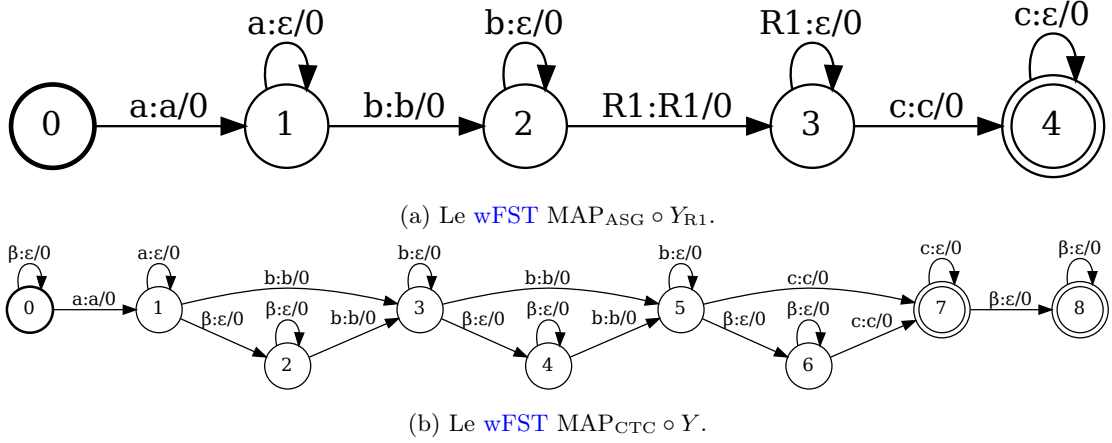 a:ε/0 b:ε/0 R1:ε/0 c:ε/0
0 a:a/0 1 b:b/0 2 R1:R1/0 3 c:c/0 4
(a) Le wFST MAP_ASG ∘ Y_R1.
β:ε/0 a:ε/0 b:ε/0 b:ε/0 c:ε/0 β:ε/0
b:b/0 b:b/0 c:c/0
0 a:a/0 1 3 5 7 β:ε/0 8
β:ε/0 β:ε/0 b:b/0 β:ε/0 β:ε/0 b:b/0 β:ε/0 β:ε/0 c:c/0
2 4 6
(b) Le wFST MAP_CTC ∘ Y.